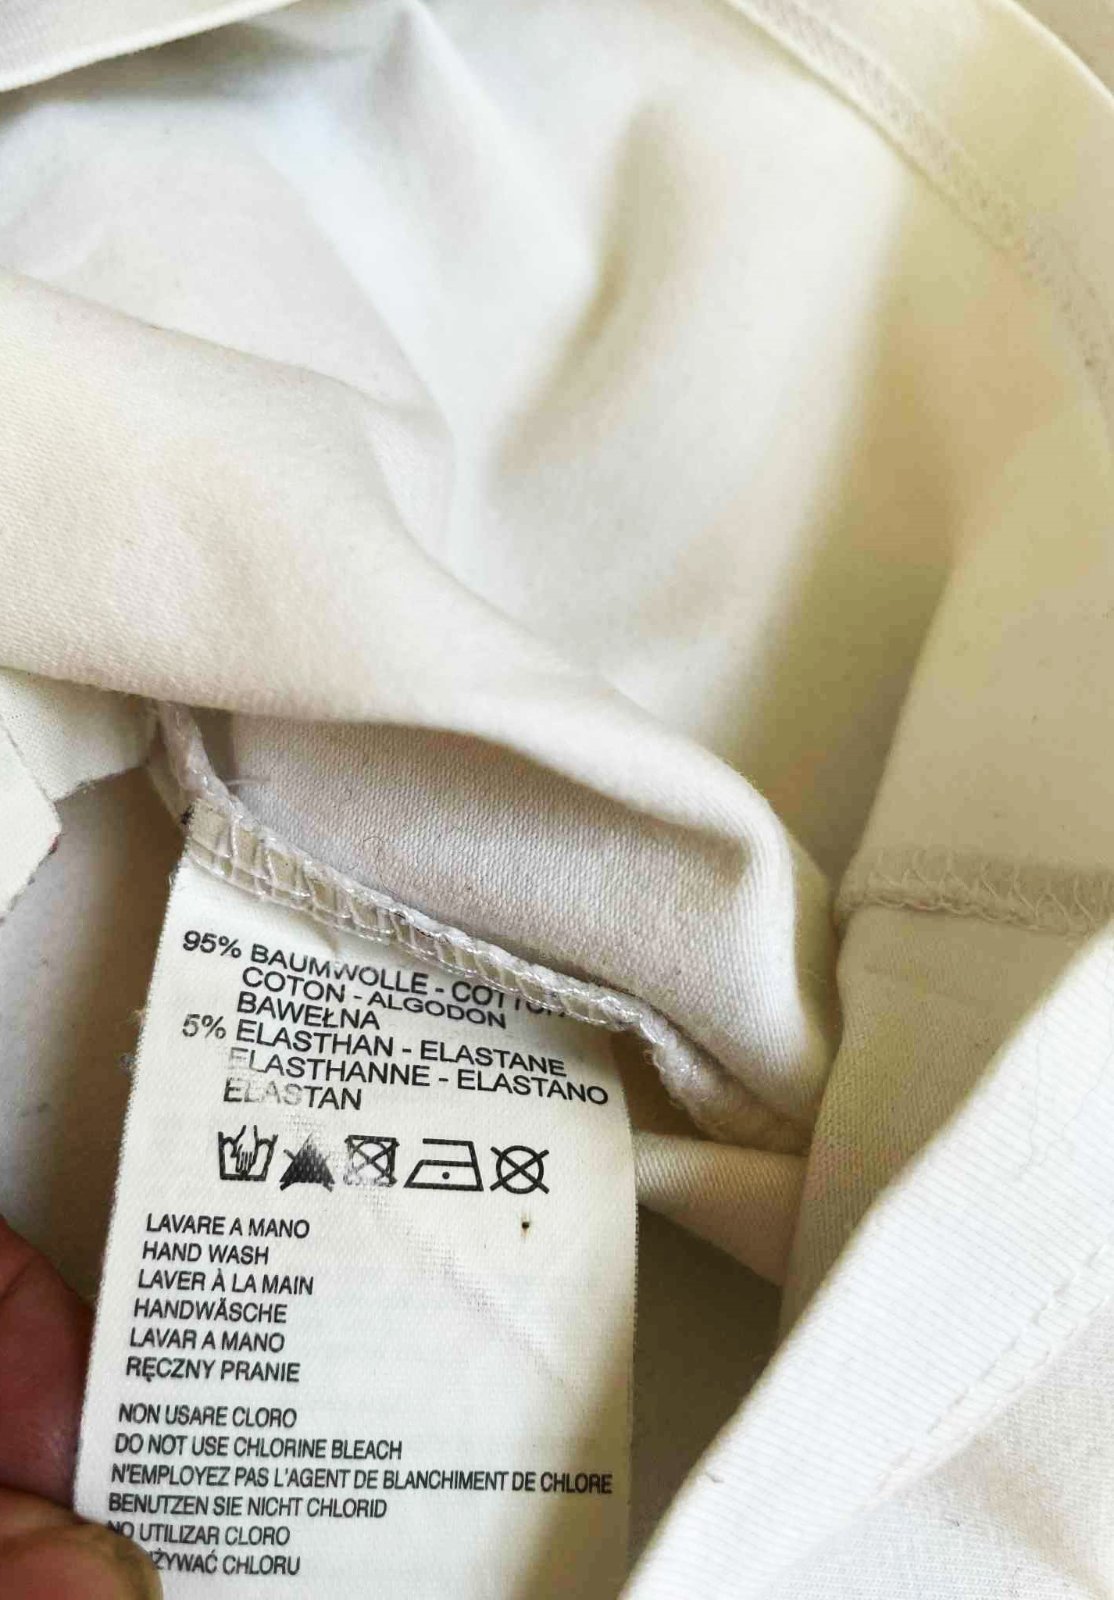 95% BAUMWOLLE - COTTON
COTON - ALGODON
BAWEŁNA
5% ELASTHAN - ELASTANE
ELASTHANNE - ELASTANO
ELASTAN
LAVARE A MANO
HAND WASH
LAVER À LA MAIN
HANDWÄSCHE
LAVAR A MANO
RĘCZNY PRANIE
NON USARE CLORO
DO NOT USE CHLORINE BLEACH
N'EMPLOYEZ PAS L'AGENT DE BLANCHIMENT DE CHLORE
BENUTZEN SIE NICHT CHLORID
NO UTILIZAR CLORO
CHLORU